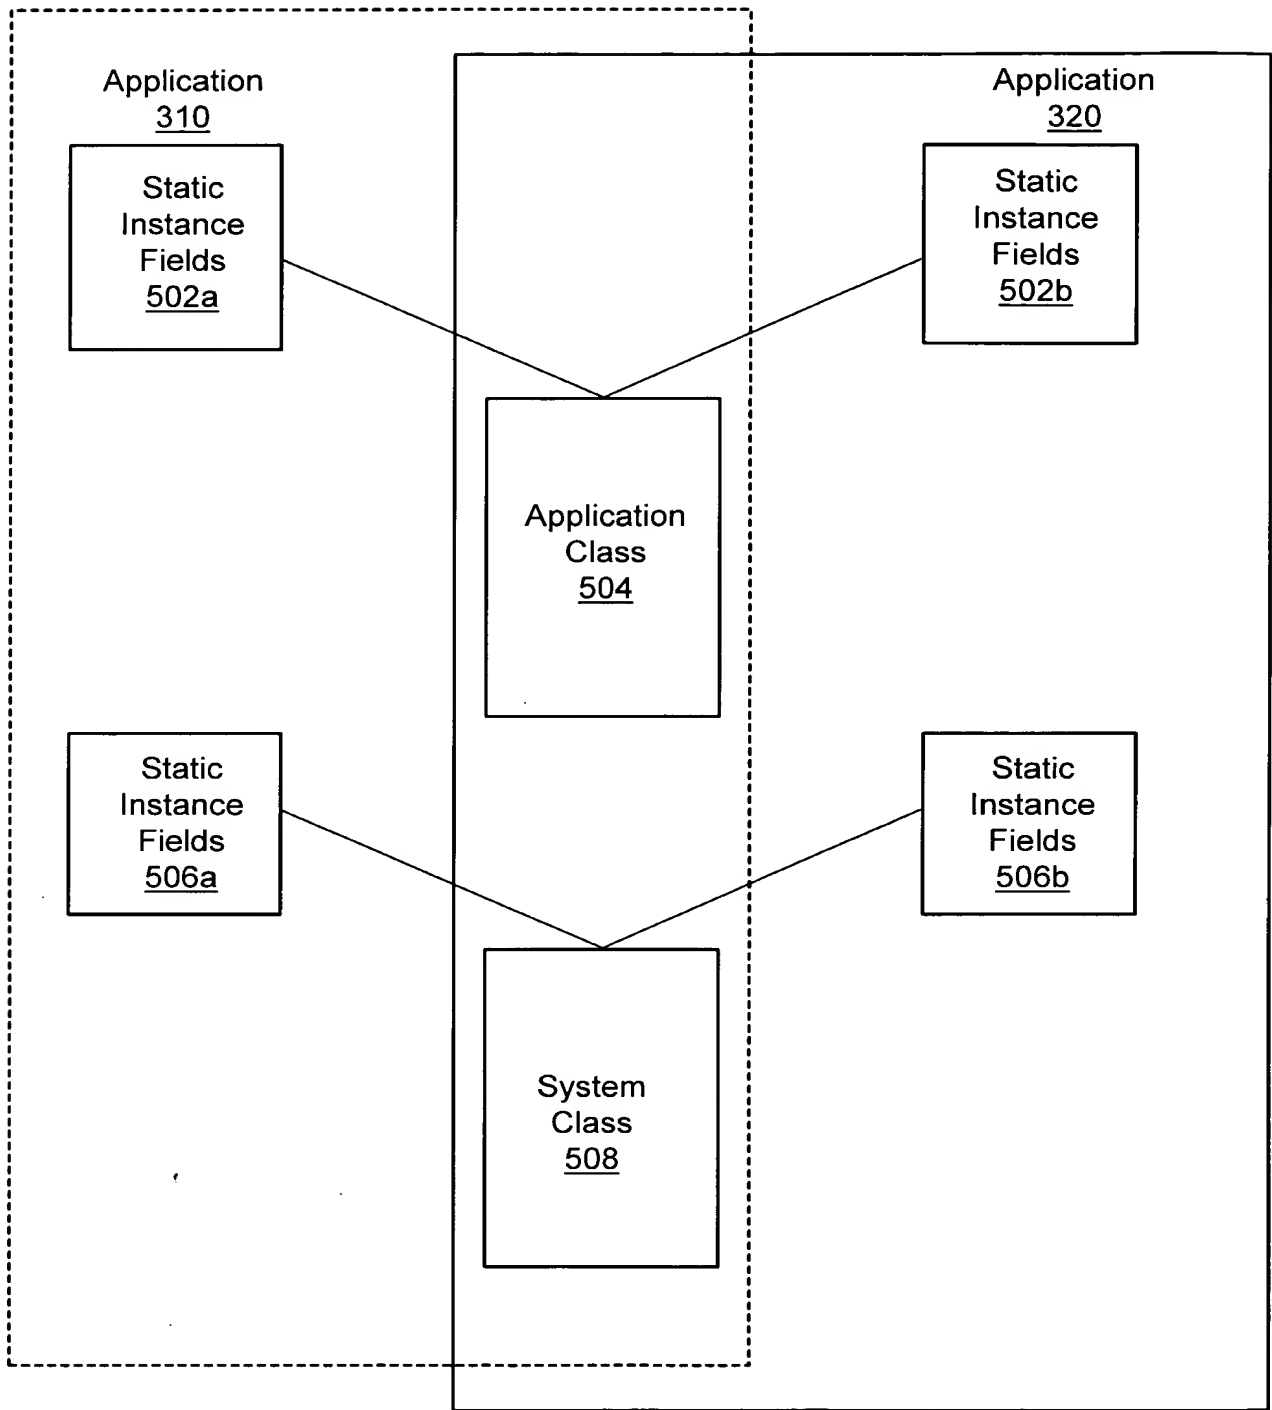 Application
310
Application
320
Static
Instance
Fields
502a
Static
Instance
Fields
502b
Application
Class
504
Static
Instance
Fields
506a
Static
Instance
Fields
506b
System
Class
508